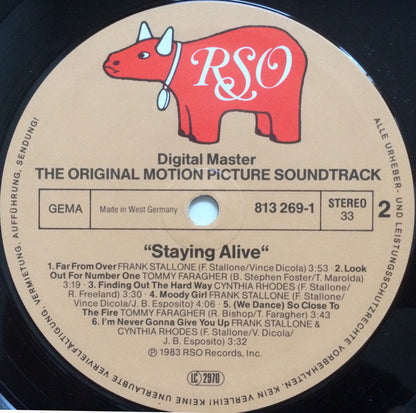 RSO
Digital Master
THE ORIGINAL MOTION PICTURE SOUNDTRACK
GEMA
Made in West Germany
813 269-1
STEREO
33
2
“Staying Alive“
1. Far From Over FRANK STALLONE (F. Stallone/Vince Dicola) 3:53 · 2. Look
Out For Number One TOMMY FARAGHER (B. Stephen Foster/T. Marolda)
3:19 · 3. Finding Out The Hard Way CYNTHIA RHODES (F. Stallone/
R. Freeland) 3:30 · 4. Moody Girl FRANK STALLONE (F. Stallone/
Vince Dicola/J. B. Esposito) 4:06 · 5. (We Dance) So Close To
The Fire TOMMY FARAGHER (R. Bishop/T. Faragher) 3:43
6. I'm Never Gonna Give You Up FRANK STALLONE &
CYNTHIA RHODES (F. Stallone/V. Dicola/
J. B. Esposito) 3:32
℗ 1983 RSO Records, Inc.
LC 2970
ALLE URHEBER- UND LEISTUNGSSCHUTZRECHTE VORBEHALTEN. KEIN VERLEIH! KEINE UNERLAUBTE VERVIELFÄLTIGUNG, VERMIETUNG, AUFFÜHRUNG, SENDUNG!